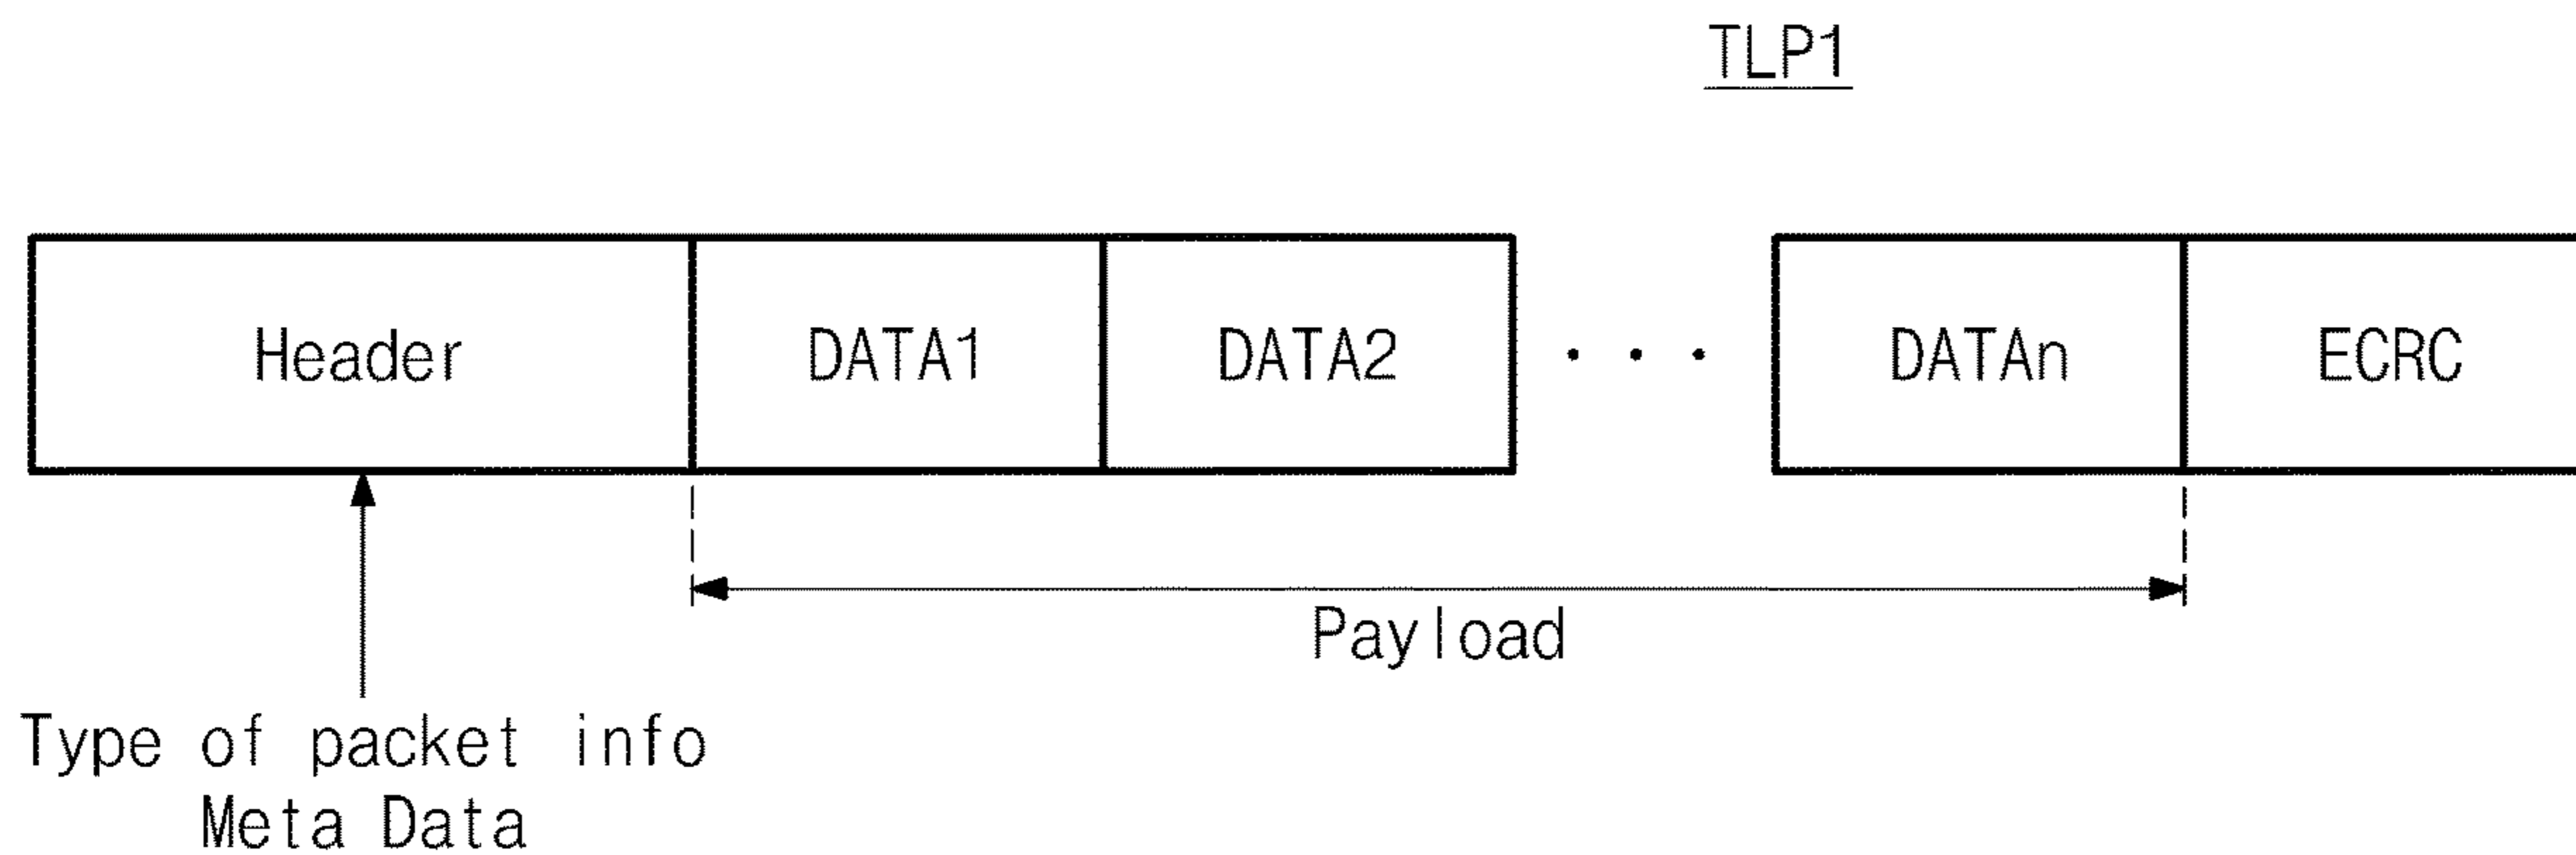 TLP1
Header DATA1 DATA2 · · · DATAn ECRC
Payload
Type of packet info
Meta Data